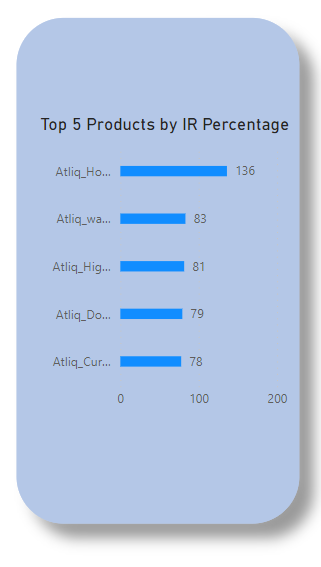 Top 5 Products by IR Percentage
Atliq_Ho... 136
Atliq_wa... 83
Atliq_Hig... 81
Atliq_Do... 79
Atliq_Cur... 78
0 100 200